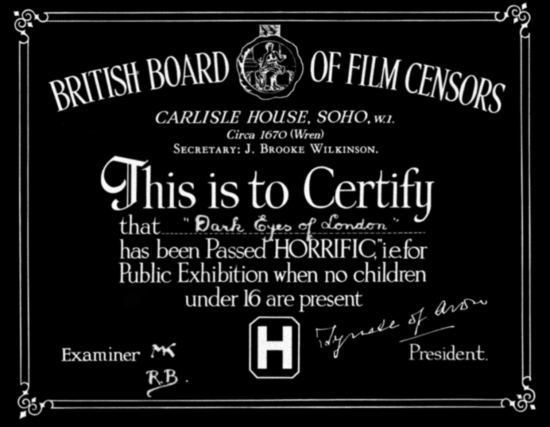 BRITISH BOARD OF FILM CENSORS
CARLISLE HOUSE, SOHO, W.1.
Circa 1670 (Wren)
SECRETARY: J. BROOKE WILKINSON.
This is to Certify
that "Dark Eyes of London"
has been Passed "HORRIFIC," i.e. for
Public Exhibition when no children
under 16 are present
H
Tyrrell of Avon
Examiner MK
President.
R.B.